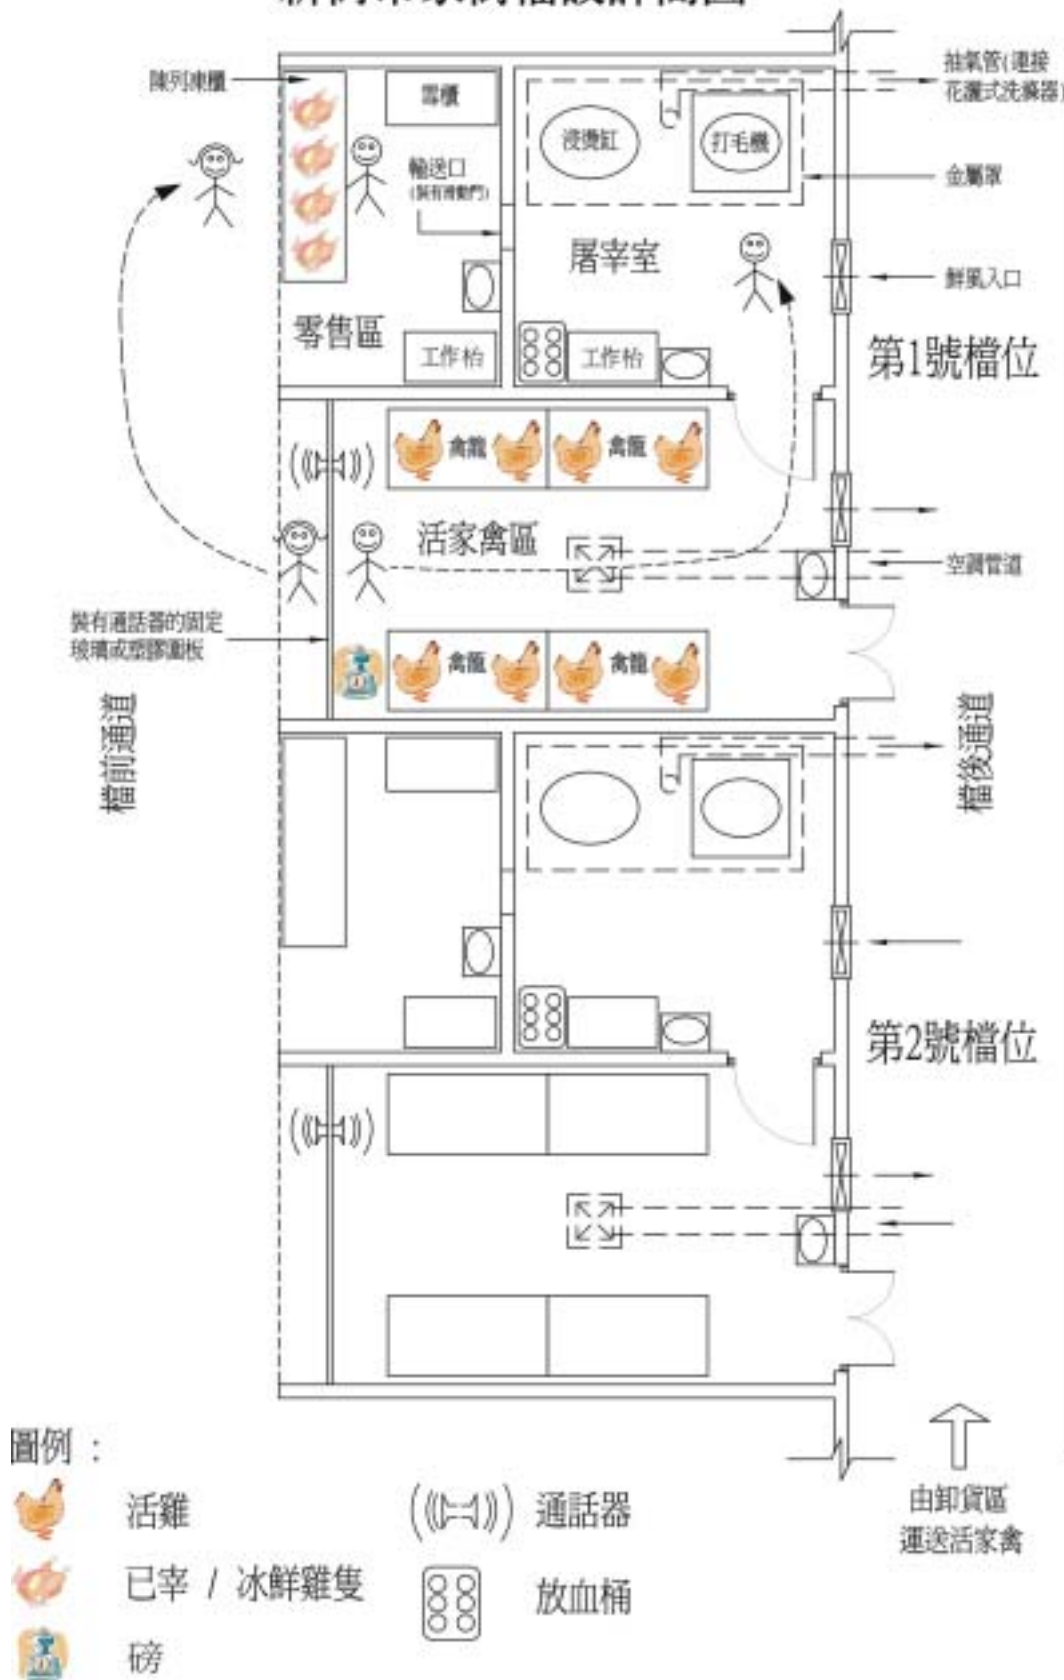 陳列凍櫃
雪櫃
輸送口
(裝有滑動門)
浸燙缸
打毛機
抽氣管(連接
花灑式洗滌器)
金屬罩
屠宰室
鮮風入口
零售區
工作枱
工作枱
第1號檔位
禽籠
禽籠
活家禽區
空調管道
裝有通話器的固定
玻璃或塑膠圍板
禽籠
禽籠
檔前通道
檔後通道
第2號檔位
圖例：
活雞
通話器
已宰 / 冰鮮雞隻
放血桶
磅
由卸貨區
運送活家禽